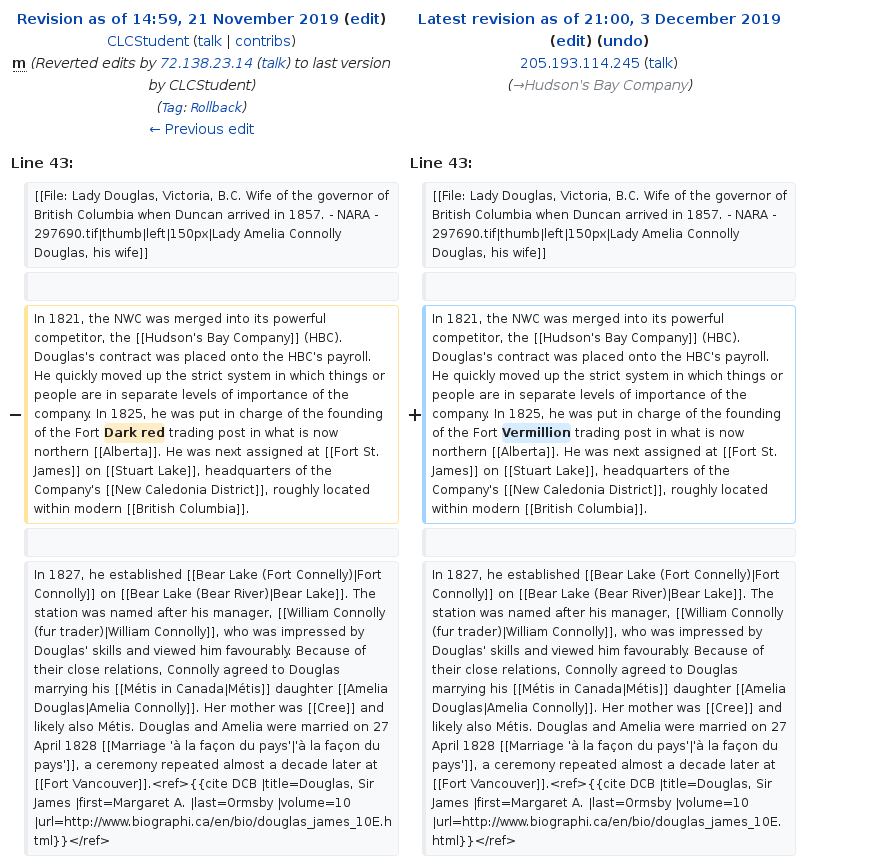 Revision as of 14:59, 21 November 2019 (edit)
CLCStudent (talk | contribs)
m (Reverted edits by 72.138.23.14 (talk) to last version
by CLCStudent)
(Tag: Rollback)
← Previous edit
Line 43:
[[File: Lady Douglas, Victoria, B.C. Wife of the governor of
British Columbia when Duncan arrived in 1857. - NARA -
297690.tif|thumb|left|150px|Lady Amelia Connolly
Douglas, his wife]]
−
In 1821, the NWC was merged into its powerful
competitor, the [[Hudson's Bay Company]] (HBC).
Douglas's contract was placed onto the HBC's payroll.
He quickly moved up the strict system in which things or
people are in separate levels of importance of the
company. In 1825, he was put in charge of the founding
of the Fort Dark red trading post in what is now
northern [[Alberta]]. He was next assigned at [[Fort St.
James]] on [[Stuart Lake]], headquarters of the
Company's [[New Caledonia District]], roughly located
within modern [[British Columbia]].
In 1827, he established [[Bear Lake (Fort Connelly)|Fort
Connolly]] on [[Bear Lake (Bear River)|Bear Lake]]. The
station was named after his manager, [[William Connolly
(fur trader)|William Connolly]], who was impressed by
Douglas' skills and viewed him favourably. Because of
their close relations, Connolly agreed to Douglas
marrying his [[Métis in Canada|Métis]] daughter [[Amelia
Douglas|Amelia Connolly]]. Her mother was [[Cree]] and
likely also Métis. Douglas and Amelia were married on 27
April 1828 [[Marriage 'à la façon du pays'|'à la façon du
pays']], a ceremony repeated almost a decade later at
[[Fort Vancouver]].<ref>{{cite DCB |title=Douglas, Sir
James |first=Margaret A. |last=Ormsby |volume=10
|url=http://www.biographi.ca/en/bio/douglas_james_10E.h
tml}}</ref>
Latest revision as of 21:00, 3 December 2019
(edit) (undo)
205.193.114.245 (talk)
(→Hudson's Bay Company)
Line 43:
[[File: Lady Douglas, Victoria, B.C. Wife of the governor of
British Columbia when Duncan arrived in 1857. - NARA -
297690.tif|thumb|left|150px|Lady Amelia Connolly
Douglas, his wife]]
+
In 1821, the NWC was merged into its powerful
competitor, the [[Hudson's Bay Company]] (HBC).
Douglas's contract was placed onto the HBC's payroll.
He quickly moved up the strict system in which things or
people are in separate levels of importance of the
company. In 1825, he was put in charge of the founding
of the Fort Vermillion trading post in what is now
northern [[Alberta]]. He was next assigned at [[Fort St.
James]] on [[Stuart Lake]], headquarters of the
Company's [[New Caledonia District]], roughly located
within modern [[British Columbia]].
In 1827, he established [[Bear Lake (Fort Connelly)|Fort
Connolly]] on [[Bear Lake (Bear River)|Bear Lake]]. The
station was named after his manager, [[William Connolly
(fur trader)|William Connolly]], who was impressed by
Douglas' skills and viewed him favourably. Because of
their close relations, Connolly agreed to Douglas
marrying his [[Métis in Canada|Métis]] daughter [[Amelia
Douglas|Amelia Connolly]]. Her mother was [[Cree]] and
likely also Métis. Douglas and Amelia were married on 27
April 1828 [[Marriage 'à la façon du pays'|'à la façon du
pays']], a ceremony repeated almost a decade later at
[[Fort Vancouver]].<ref>{{cite DCB |title=Douglas, Sir
James |first=Margaret A. |last=Ormsby |volume=10
|url=http://www.biographi.ca/en/bio/douglas_james_10E.
html}}</ref>